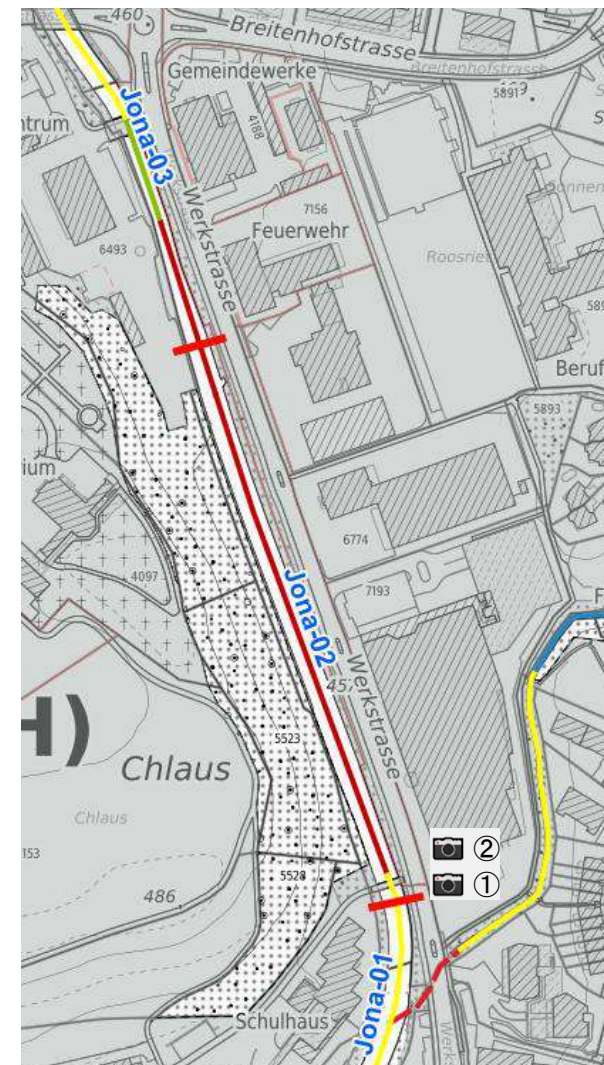 460
Breitenhofstrasse
Breitenhofstrasse
Gemeindewerke
5891
Jona-03
4188
ntrum
7156
Feuerwehr
6493
Werkstrasse
Roosriet
Beruf
5893
ium
4097
6774
7193
Jona-02
457
Werkstrasse
5523
H)
Chlaus
Chlaus
153
②
①
5528
486
Jona-01
Schulhaus
Werks